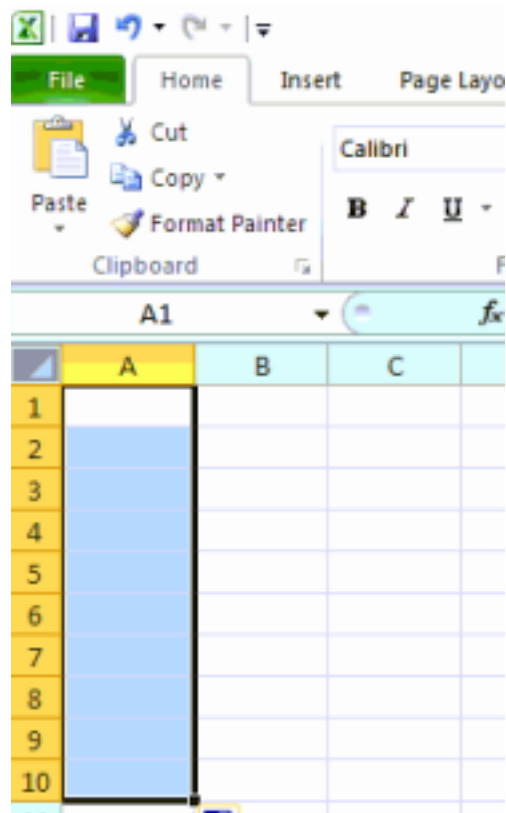 File Home Insert Page Layo
Cut
Calibri
Copy
Paste
B I U
Format Painter
Clipboard F
A1 fx
A B C
1
2
3
4
5
6
7
8
9
10